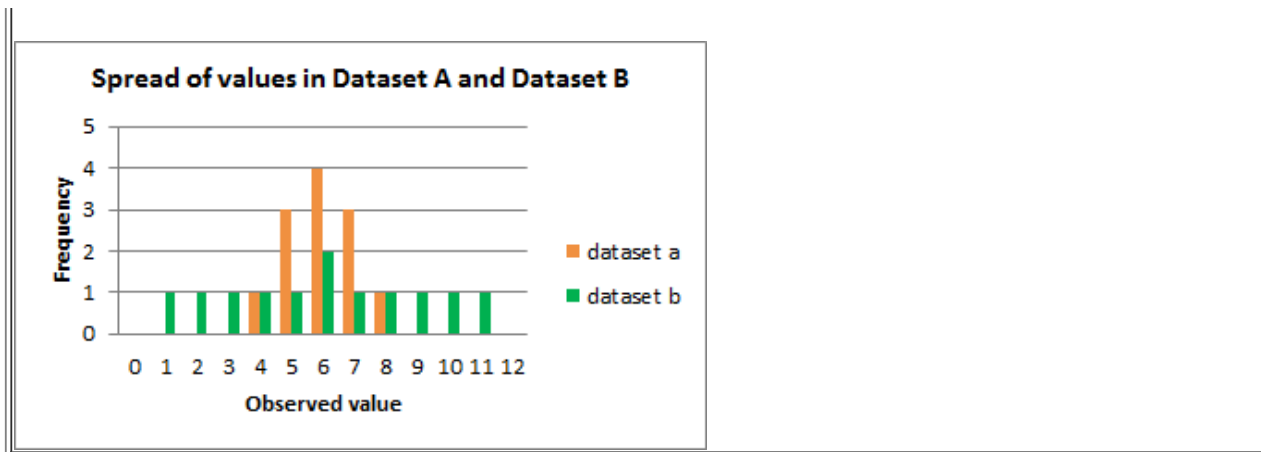 Spread of values in Dataset A and Dataset B
5
4
3
2
1
0
Frequency
0 1 2 3 4 5 6 7 8 9 10 11 12
Observed value
dataset a
dataset b